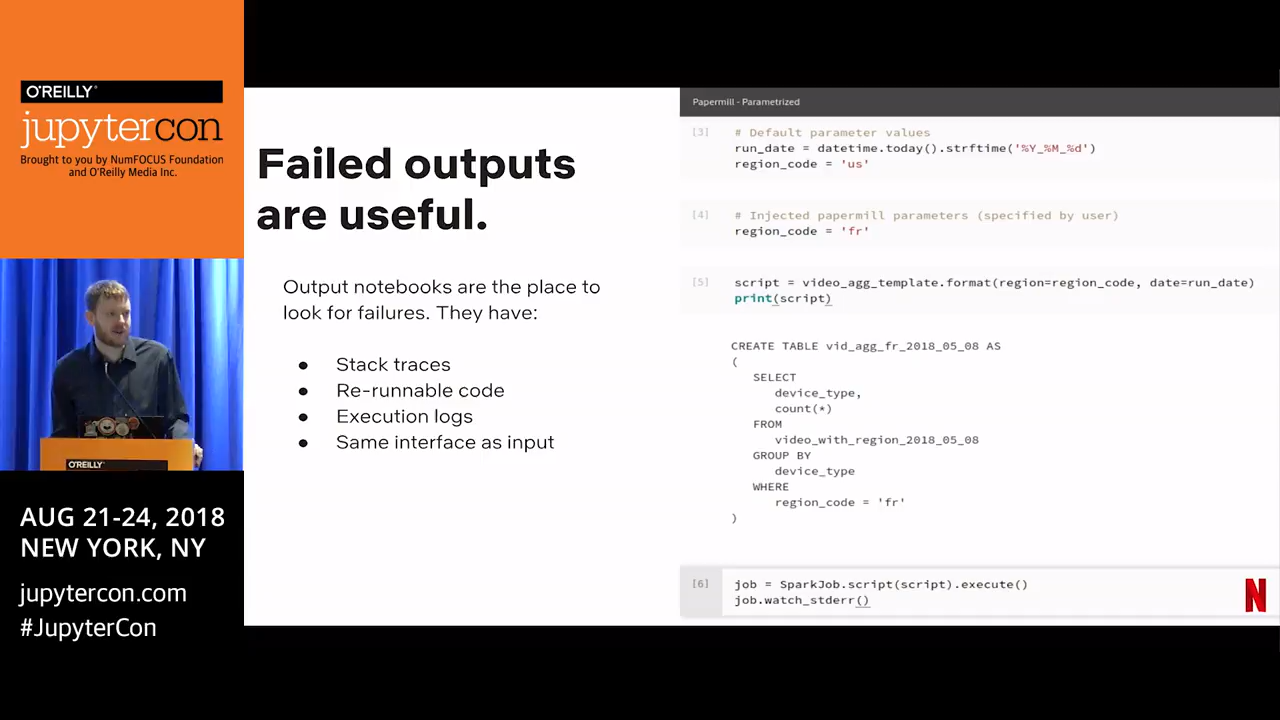 O'REILLY®
jupytercon
Brought to you by NumFOCUS Foundation
and O'Reilly Media Inc.
O'REILLY
AUG 21-24, 2018
NEW YORK, NY
jupytercon.com
#JupyterCon
Failed outputs
are useful.
Output notebooks are the place to
look for failures. They have:
● Stack traces
● Re-runnable code
● Execution logs
● Same interface as input
Papermill - Parametrized
[3] # Default parameter values
run_date = datetime.today().strftime('%Y_%M_%d')
region_code = 'us'
[4] # Injected papermill parameters (specified by user)
region_code = 'fr'
[5] script = video_agg_template.format(region=region_code, date=run_date)
print(script)
CREATE TABLE vid_agg_fr_2018_05_08 AS
(
SELECT
device_type,
count(*)
FROM
video_with_region_2018_05_08
GROUP BY
device_type
WHERE
region_code = 'fr'
)
[6] job = SparkJob.script(script).execute()
job.watch_stderr()
N